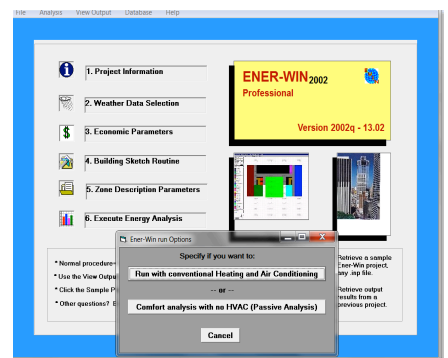 File Analysis View Output Database Help
1. Project Information
2. Weather Data Selection
3. Economic Parameters
4. Building Sketch Routine
5. Zone Description Parameters
6. Execute Energy Analysis
ENER-WIN 2002
Professional
Version 2002q - 13.02
Ener-Win run Options
Specify if you want to:
Run with conventional Heating and Air Conditioning
-- or --
Comfort analysis with no HVAC (Passive Analysis)
Cancel
* Normal procedure-
* Use the View Outpu
* Click the Sample P
* Other questions? E
Retrieve a sample
Ener-Win project,
any .inp file.
Retrieve output
results from a
previous project.